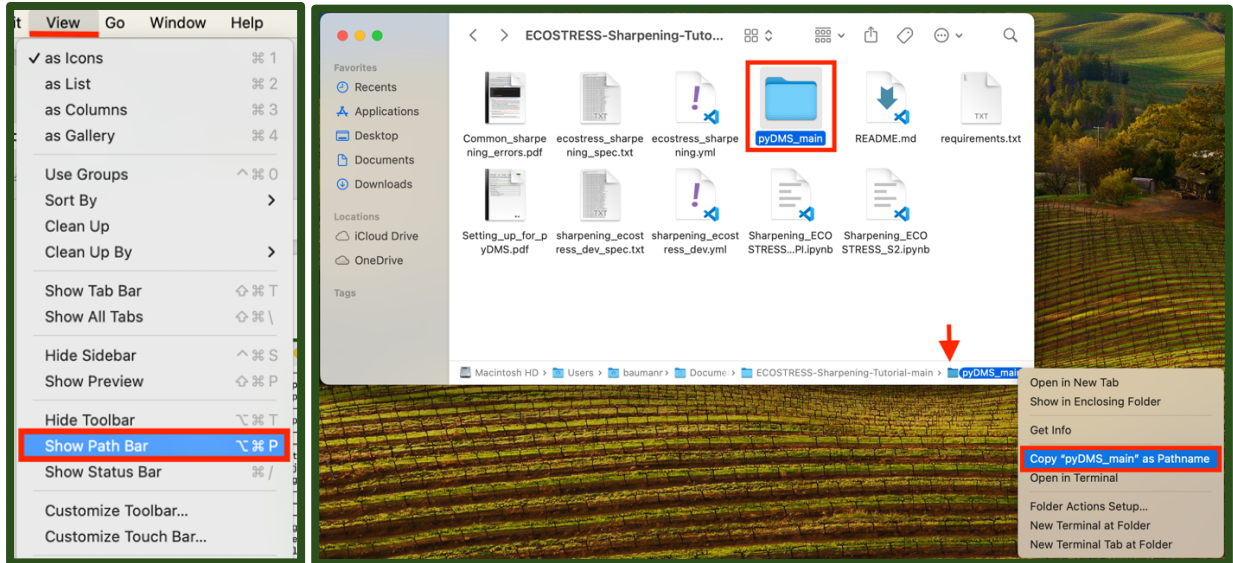 it View Go Window Help
✓ as Icons ⌘ 1
as List ⌘ 2
as Columns ⌘ 3
as Gallery ⌘ 4
Use Groups ^ ⌘ 0
Sort By >
Clean Up
Clean Up By >
Show Tab Bar ⇧ ⌘ T
Show All Tabs ⇧ ⌘ \
Hide Sidebar ^ ⌘ S
Show Preview ⇧ ⌘ P
Hide Toolbar ⌥ ⌘ T
Show Path Bar ⌥ ⌘ P
Show Status Bar ⌘ /
Customize Toolbar...
Customize Touch Bar...
ECOSTRESS-Sharpening-Tuto...
Favorites
Recents
Applications
Desktop
Documents
Downloads
Locations
iCloud Drive
OneDrive
Tags
Common_sharpe
ning_errors.pdf
TXT
ecostress_sharpe
ning_spec.txt
ecostress_sharpe
ning.yml
pyDMS_main
README.md
TXT
requirements.txt
Setting_up_for_p
yDMS.pdf
TXT
sharpening_ecost
ress_dev_spec.txt
sharpening_ecost
ress_dev.yml
Sharpening_ECO
STRESS...PI.ipynb
Sharpening_ECO
STRESS_S2.ipynb
Macintosh HD > Users > baumanr > Docume > ECOSTRESS-Sharpening-Tutorial-main > pyDMS_main
Open in New Tab
Show in Enclosing Folder
Get Info
Copy “pyDMS_main” as Pathname
Open in Terminal
Folder Actions Setup...
New Terminal at Folder
New Terminal Tab at Folder